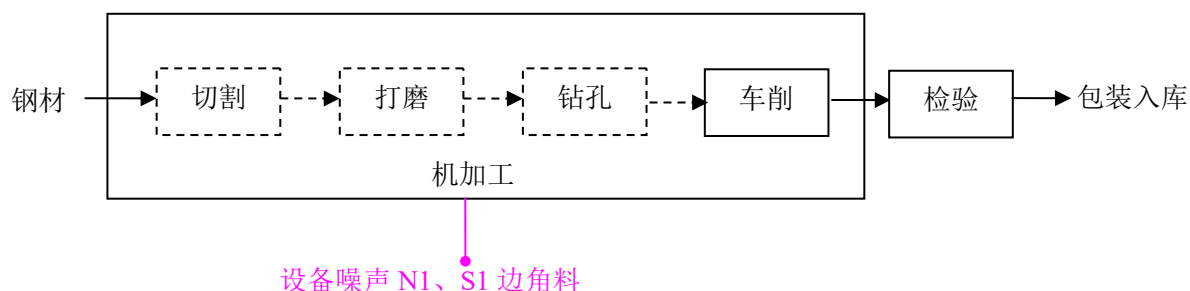 钢材
切割
打磨
钻孔
车削
检验
包装入库
机加工
设备噪声 N1、S1 边角料